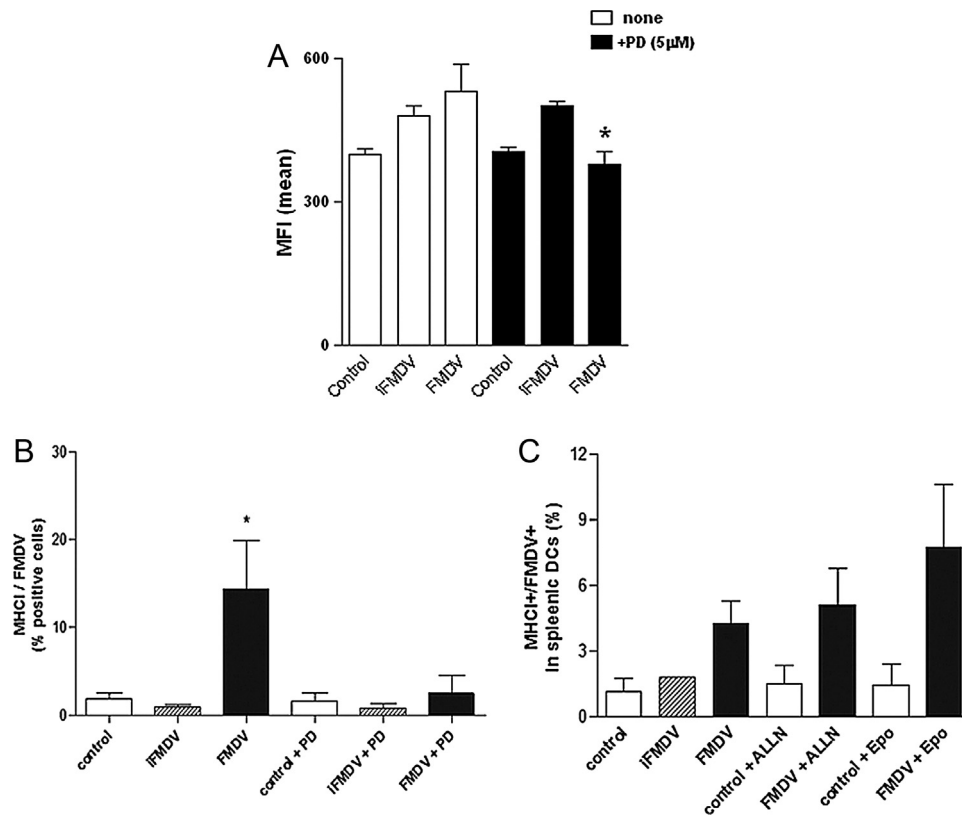 none
+PD (5µM)
A
600
300
0
MFI (mean)
Control
iFMDV
FMDV
Control
iFMDV
FMDV
*
B
30
20
10
0
MHCI / FMDV
(% positive cells)
*
control
IFMDV
FMDV
control + PD
IFMDV + PD
FMDV + PD
C
12
9
6
3
0
MHCI+/FMDV+
In spleenic DCs (%)
control
IFMDV
FMDV
control + ALLN
FMDV + ALLN
control + Epo
FMDV + Epo